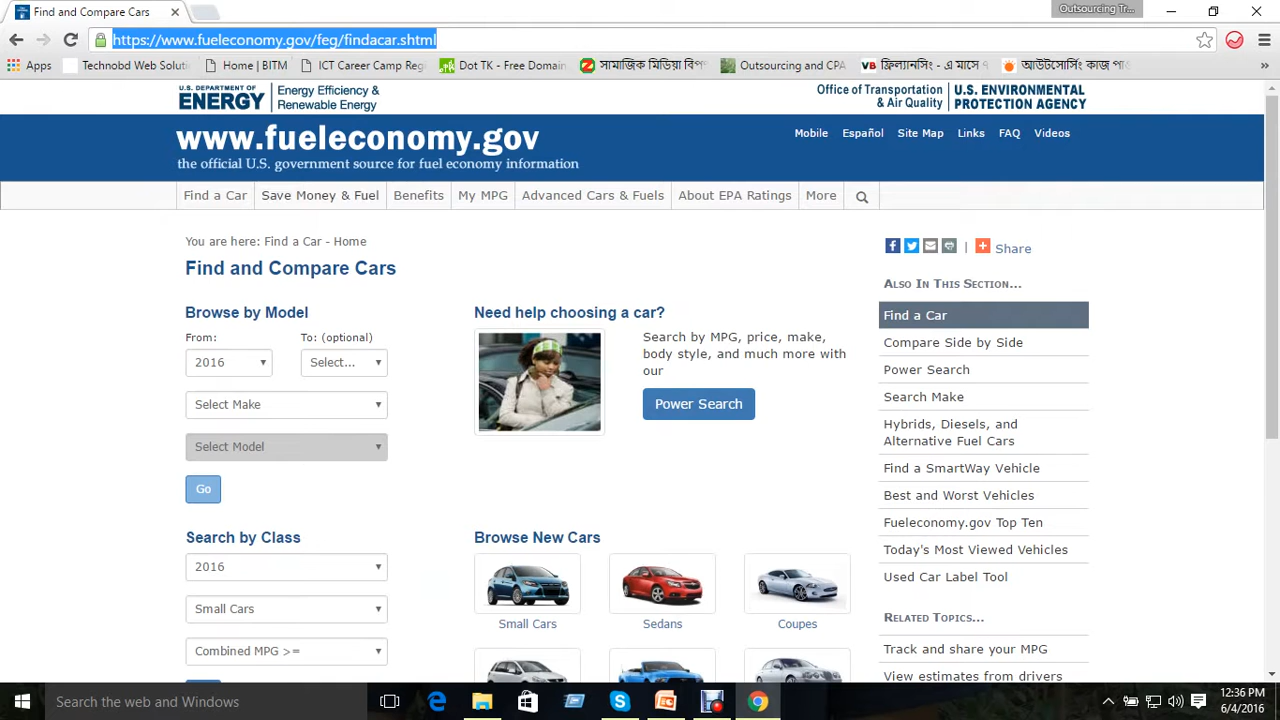 Find and Compare Cars
Outsourcing Tr...
https://www.fueleconomy.gov/feg/findacar.shtml
Apps
Technobd Web Soluti
Home | BITM
ICT Career Camp Reg
Dot TK - Free Domain
সামাজিক মিডিয়া বিপ
Outsourcing and CPA
ফ্রিল্যানসিং - এ মাসে
আউটসোর্সিং কাজ পা
U.S. DEPARTMENT OF
ENERGY
Energy Efficiency &
Renewable Energy
Office of Transportation
& Air Quality
U.S. ENVIRONMENTAL
PROTECTION AGENCY
www.fueleconomy.gov
the official U.S. government source for fuel economy information
Mobile
Español
Site Map
Links
FAQ
Videos
Find a Car
Save Money & Fuel
Benefits
My MPG
Advanced Cars & Fuels
About EPA Ratings
More
You are here: Find a Car - Home
Find and Compare Cars
Browse by Model
From:
To: (optional)
2016
Select...
Select Make
Select Model
Go
Need help choosing a car?
Search by MPG, price, make,
body style, and much more with
our
Power Search
Search by Class
2016
Small Cars
Combined MPG >=
Browse New Cars
Small Cars
Sedans
Coupes
Share
Also In This Section...
Find a Car
Compare Side by Side
Power Search
Search Make
Hybrids, Diesels, and
Alternative Fuel Cars
Find a SmartWay Vehicle
Best and Worst Vehicles
Fueleconomy.gov Top Ten
Today's Most Viewed Vehicles
Used Car Label Tool
Related Topics...
Track and share your MPG
View estimates from drivers
Search the web and Windows
12:36 PM
6/4/2016